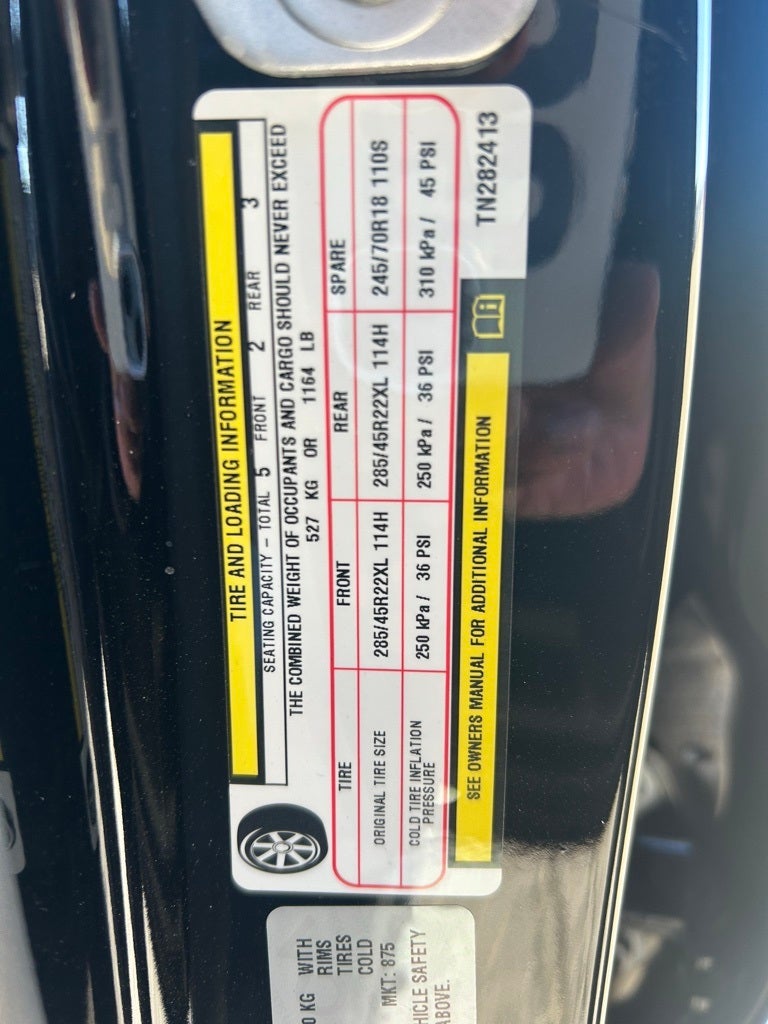 TIRE AND LOADING INFORMATION
SEATING CAPACITY - TOTAL 5 FRONT 2 REAR 3
THE COMBINED WEIGHT OF OCCUPANTS AND CARGO SHOULD NEVER EXCEED
527 KG OR 1164 LB
TIRE FRONT REAR SPARE
ORIGINAL TIRE SIZE 285/45R22XL 114H 285/45R22XL 114H 245/70R18 110S
COLD TIRE INFLATION PRESSURE 250 kPa / 36 PSI 250 kPa / 36 PSI 310 kPa / 45 PSI
SEE OWNERS MANUAL FOR ADDITIONAL INFORMATION
TN282413
0 KG WITH
RIMS
TIRES
COLD
MKT: 875
HICLE SAFETY
ABOVE.